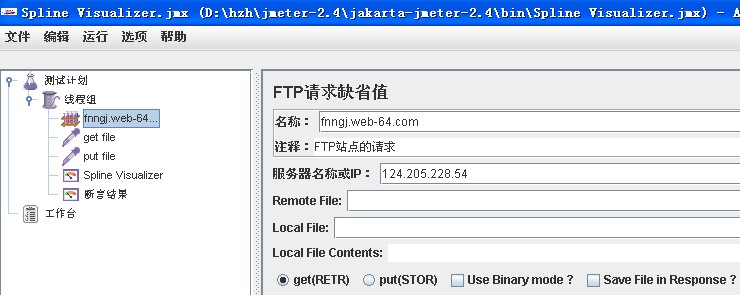 Spline Visualizer.jmx (D:\hzh\jmeter-2.4\jakarta-jmeter-2.4\bin\Spline Visualizer.jmx) - A
文件 编辑 运行 选项 帮助
测试计划
线程组
fnngj.web-64...
get file
put file
Spline Visualizer
断言结果
工作台
FTP请求缺省值
名称： fnngj.web-64.com
注释： FTP站点的请求
服务器名称或IP： 124.205.228.54
Remote File:
Local File:
Local File Contents:
get(RETR) put(STOR) Use Binary mode ? Save File in Response ?